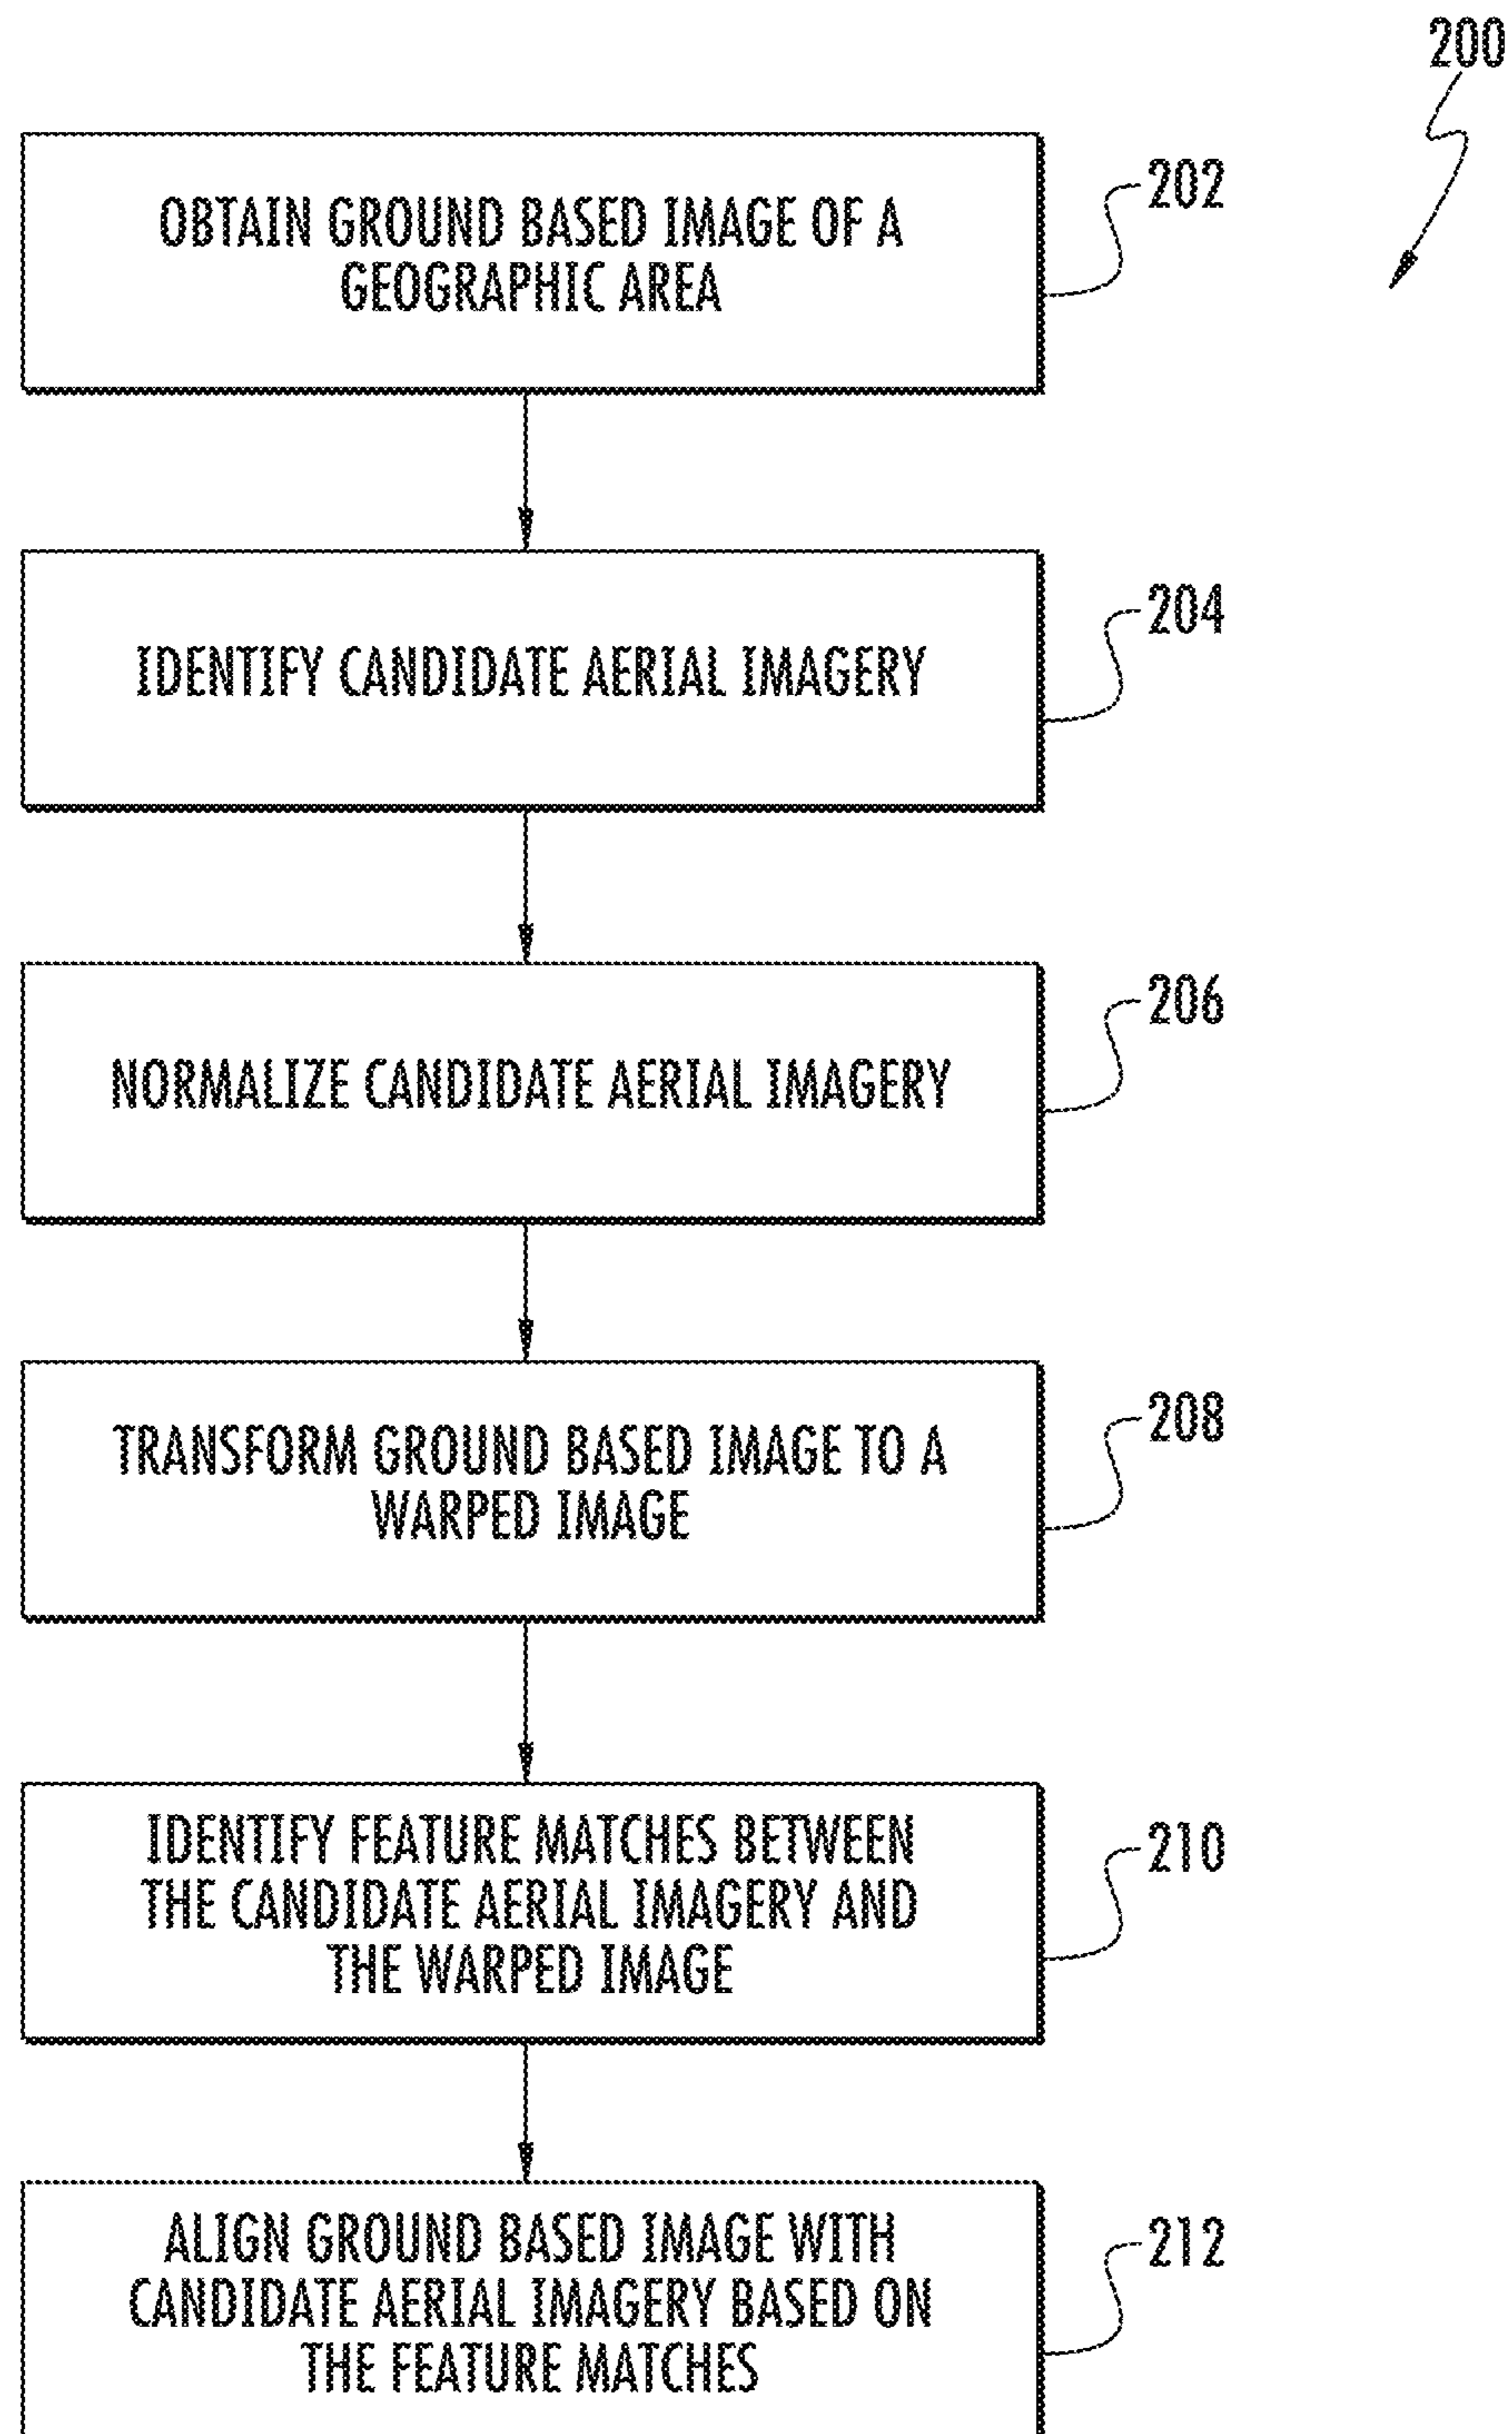 200
OBTAIN GROUND BASED IMAGE OF A
GEOGRAPHIC AREA
202
IDENTIFY CANDIDATE AERIAL IMAGERY
204
NORMALIZE CANDIDATE AERIAL IMAGERY
206
TRANSFORM GROUND BASED IMAGE TO A
WARPED IMAGE
208
IDENTIFY FEATURE MATCHES BETWEEN
THE CANDIDATE AERIAL IMAGERY AND
THE WARPED IMAGE
210
ALIGN GROUND BASED IMAGE WITH
CANDIDATE AERIAL IMAGERY BASED ON
THE FEATURE MATCHES
212